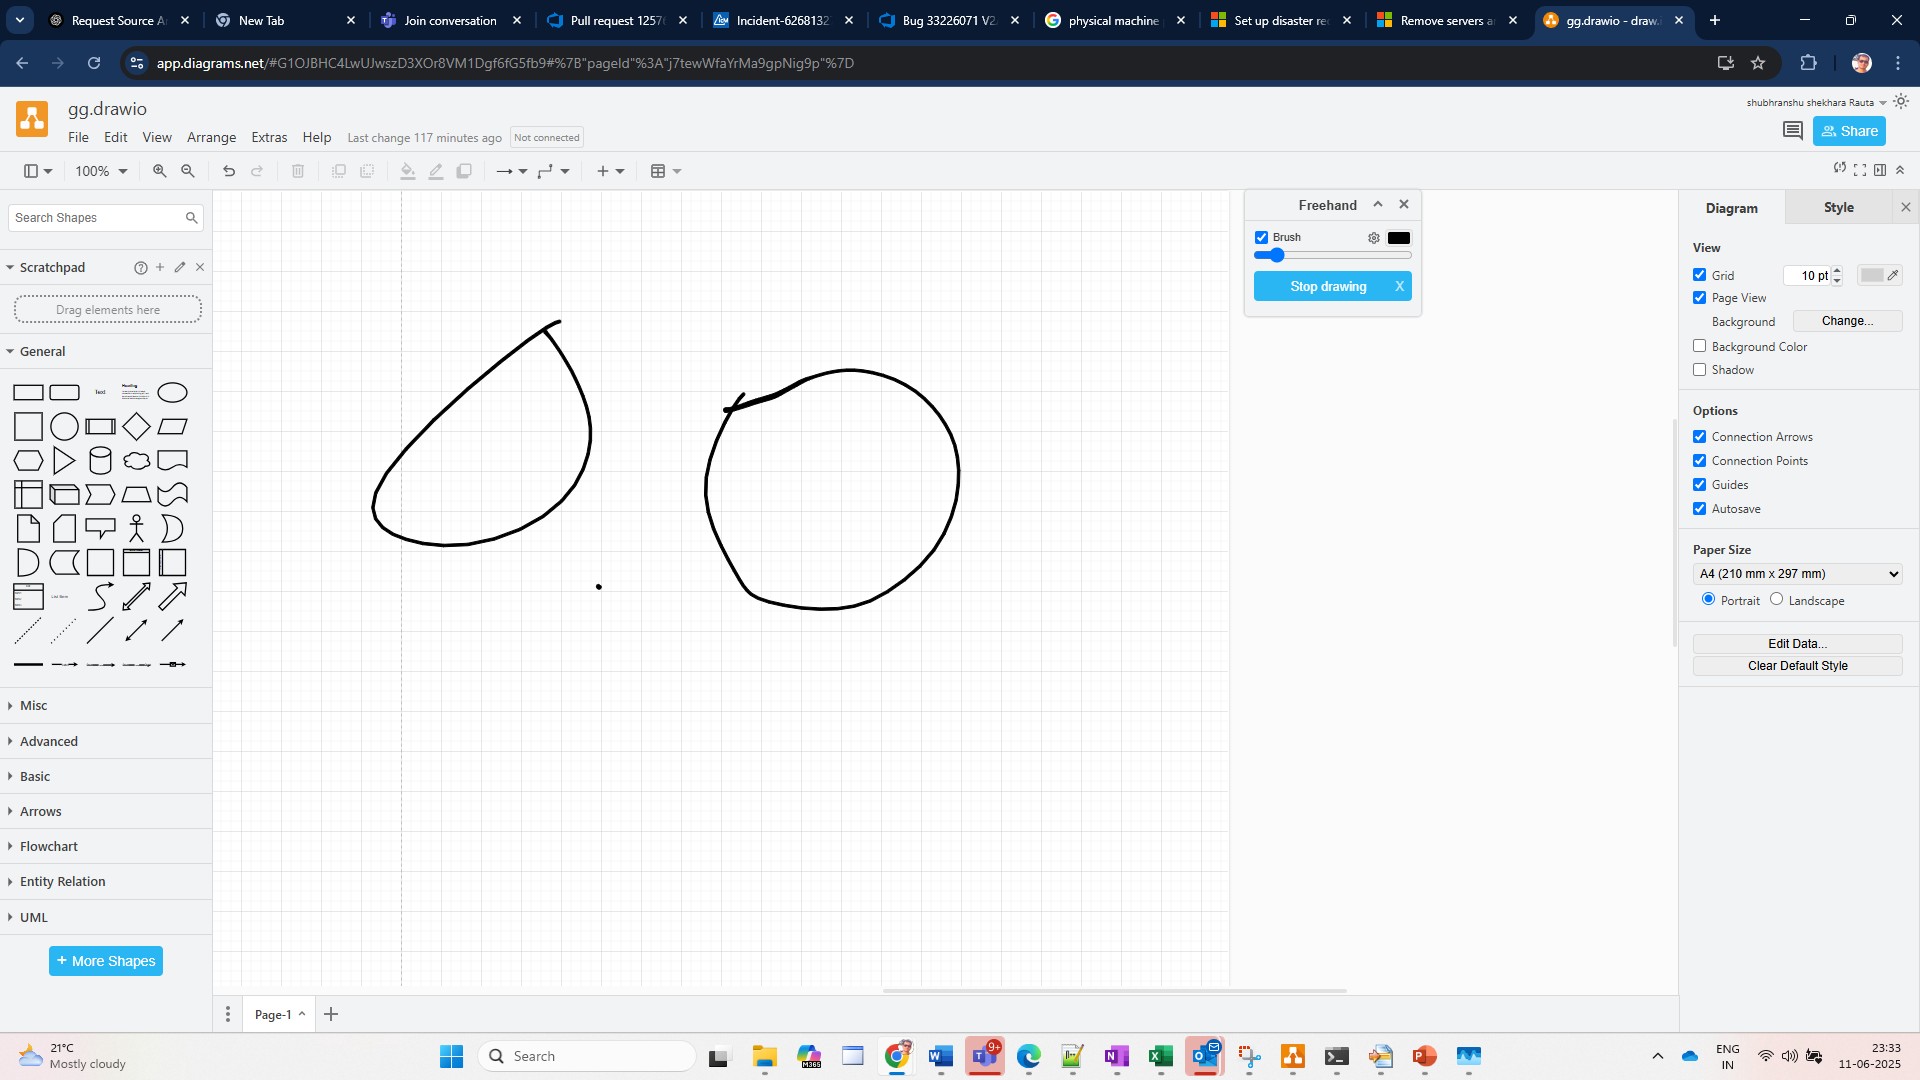 Request Source A
New Tab
Join conversation
Pull request 1257
Incident-6268132
Bug 33226071 V2
physical machine
Set up disaster re
Remove servers a
gg.drawio - draw.
app.diagrams.net/#G1OJBHC4LwUJwszD3XOr8VM1Dgf6fG5fb9#%7B"pageId"%3A"j7tewWfaYrMa9gpNig9p"%7D
gg.drawio
shubhranshu shekhara Rauta
File Edit View Arrange Extras Help Last change 117 minutes ago Not connected
Share
100%
Search Shapes
Scratchpad
Drag elements here
General
Text
Heading
List Item
Misc
Advanced
Basic
Arrows
Flowchart
Entity Relation
UML
+ More Shapes
Freehand
Brush
Stop drawing X
Diagram Style
View
Grid 10 pt
Page View
Background Change...
Background Color
Shadow
Options
Connection Arrows
Connection Points
Guides
Autosave
Paper Size
A4 (210 mm x 297 mm)
Portrait Landscape
Edit Data...
Clear Default Style
Page-1
21°C
Mostly cloudy
Search
M365
9+
ENG
IN
23:33
11-06-2025